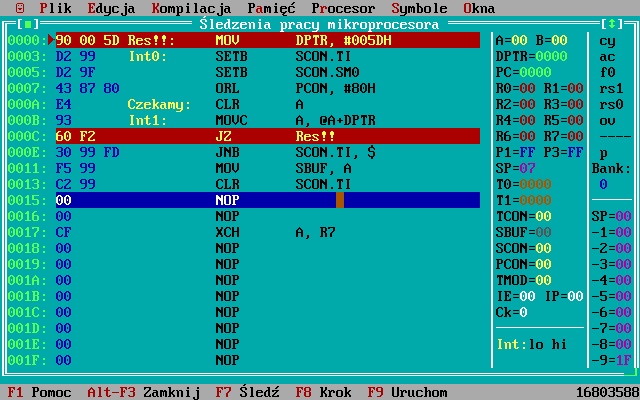 Plik Edycja Kompilacja Pamięć Procesor Symbole Okna
Śledzenia pracy mikroprocesora
0000: 90 00 5D Res!!: MOV DPTR, #005DH A=00 B=00 cy
0003: D2 99 Int0: SETB SCON.TI DPTR=0000 ac
0005: D2 9F SETB SCON.SM0 PC=0000 f0
0007: 43 87 80 ORL PCON, #80H R0=00 R1=00 rs1
000A: E4 Czekamy: CLR A R2=00 R3=00 rs0
000B: 93 Int1: MOVC A, @A+DPTR R4=00 R5=00 ov
000C: 60 F2 JZ Res!! R6=00 R7=00 ----
000E: 30 99 FD JNB SCON.TI, $ P1=FF P3=FF p
0011: F5 99 MOV SBUF, A SP=07 Bank:
0013: C2 99 CLR SCON.TI T0=0000 0
0015: 00 NOP T1=0000
0016: 00 NOP TCON=00 SP=00
0017: CF XCH A, R7 SBUF=00 -1=00
0018: 00 NOP SCON=00 -2=00
0019: 00 NOP PCON=00 -3=00
001A: 00 NOP TMOD=00 -4=00
001B: 00 NOP IE=00 IP=00 -5=00
001C: 00 NOP Ck=0 -6=00
001D: 00 NOP -7=00
001E: 00 NOP Int:lo hi -8=00
001F: 00 NOP -9=1F
F1 Pomoc Alt-F3 Zamknij F7 Śledź F8 Krok F9 Uruchom 16803588